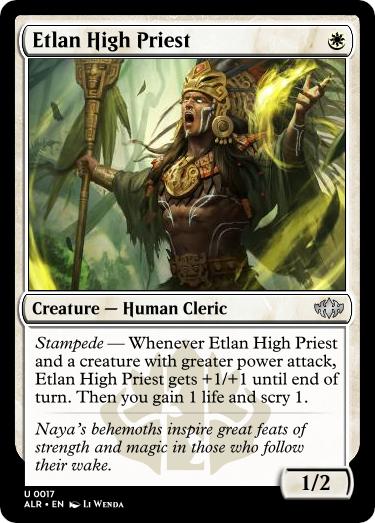 Etlan High Priest
Creature — Human Cleric
Stampede — Whenever Etlan High Priest
and a creature with greater power attack,
Etlan High Priest gets +1/+1 until end of
turn. Then you gain 1 life and scry 1.
Naya's behemoths inspire great feats of
strength and magic in those who follow
their wake.
1/2
U 0017
ALR • EN Li Wenda